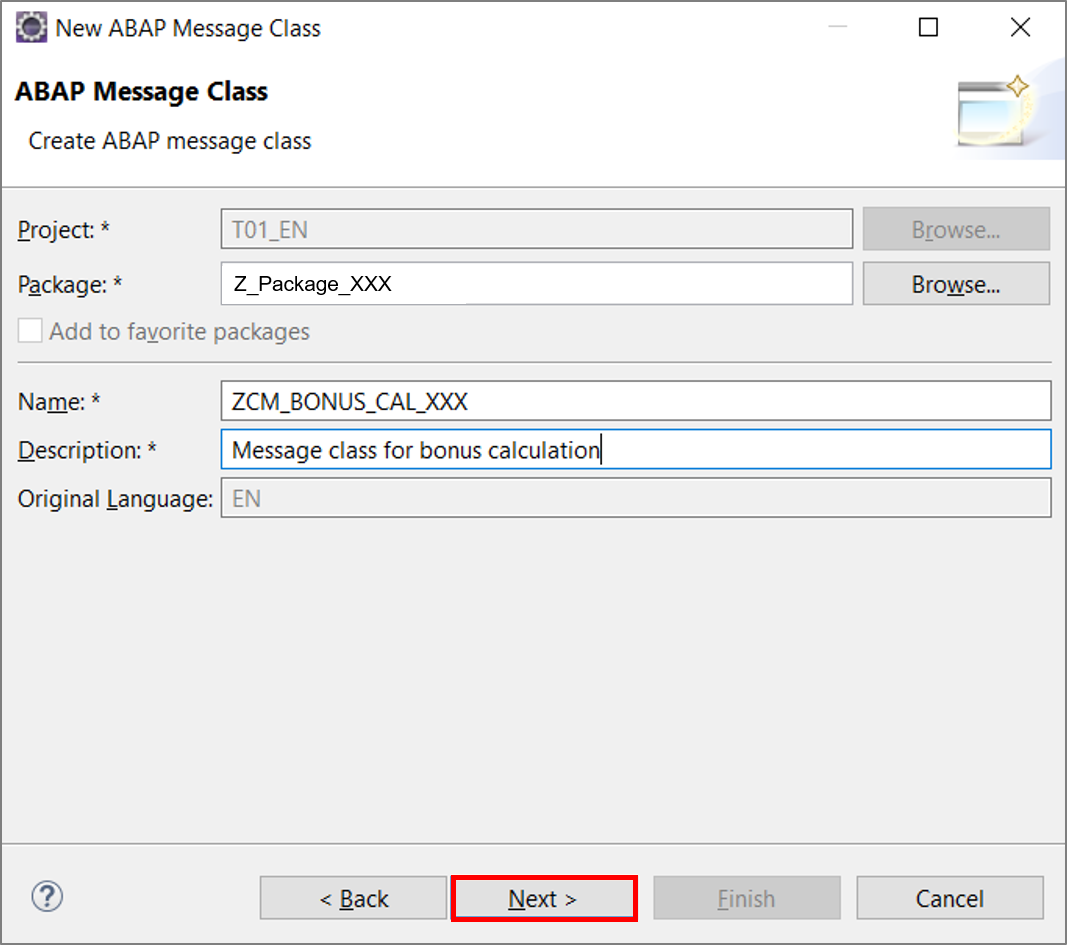 New ABAP Message Class
ABAP Message Class
Create ABAP message class
Project: * T01_EN Browse...
Package: * Z_Package_XXX Browse...
Add to favorite packages
Name: * ZCM_BONUS_CAL_XXX
Description: * Message class for bonus calculation
Original Language: EN
? < Back Next > Finish Cancel